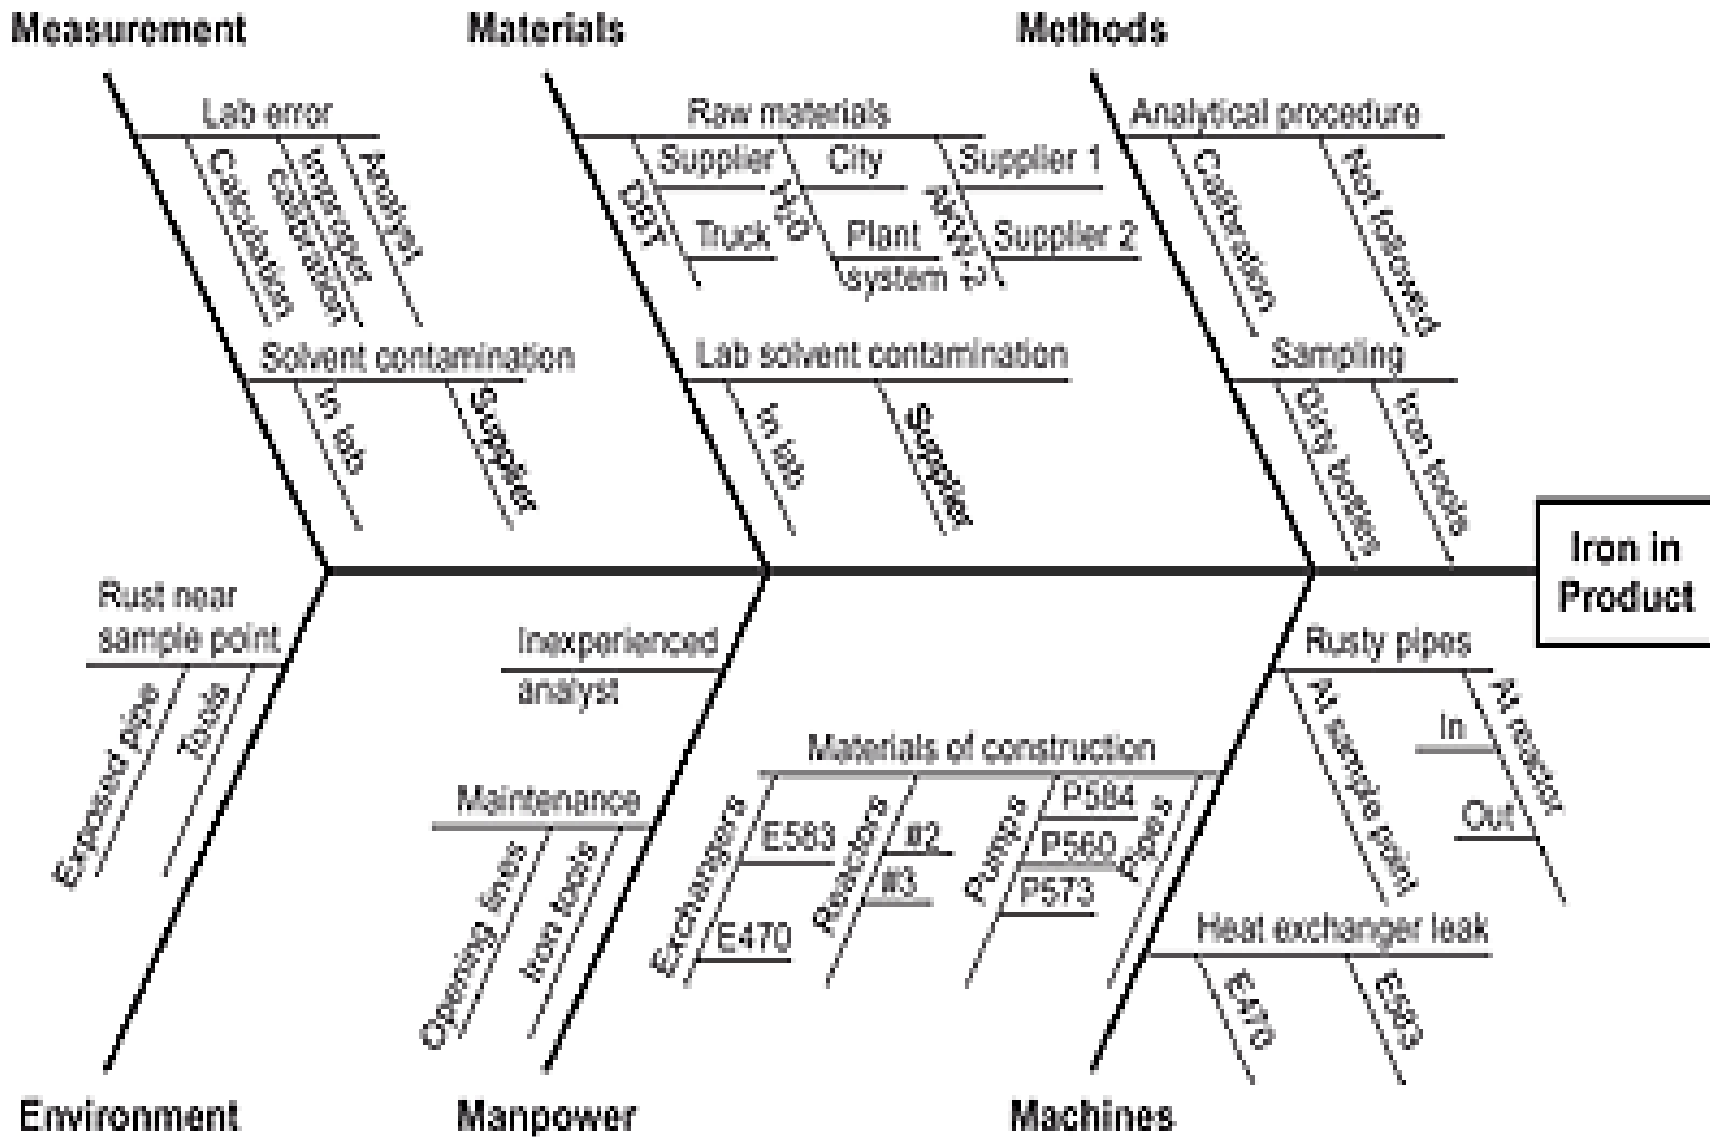 Measurement
Materials
Methods
Lab error
Calculation
Improper
calibration
Analyst
Solvent contamination
In lab
Supplier
Raw materials
DBT
Supplier
Truck
H₂0
City
Plant
system
AKW-2
Supplier 1
Supplier 2
Lab solvent contamination
In lab
Supplier
Analytical procedure
Calibration
Not followed
Sampling
Dirty bottles
Iron tools
Iron in
Product
Rust near
sample point
Exposed pipe
Tools
Inexperienced
analyst
Maintenance
Opening lines
Iron tools
Materials of construction
Exchangers
E583
E470
Reactors
#2
#3
Pumps
P584
P560
P573
Pipes
Rusty pipes
At sample point
At reactor
In
Out
Heat exchanger leak
E470
E583
Environment
Manpower
Machines